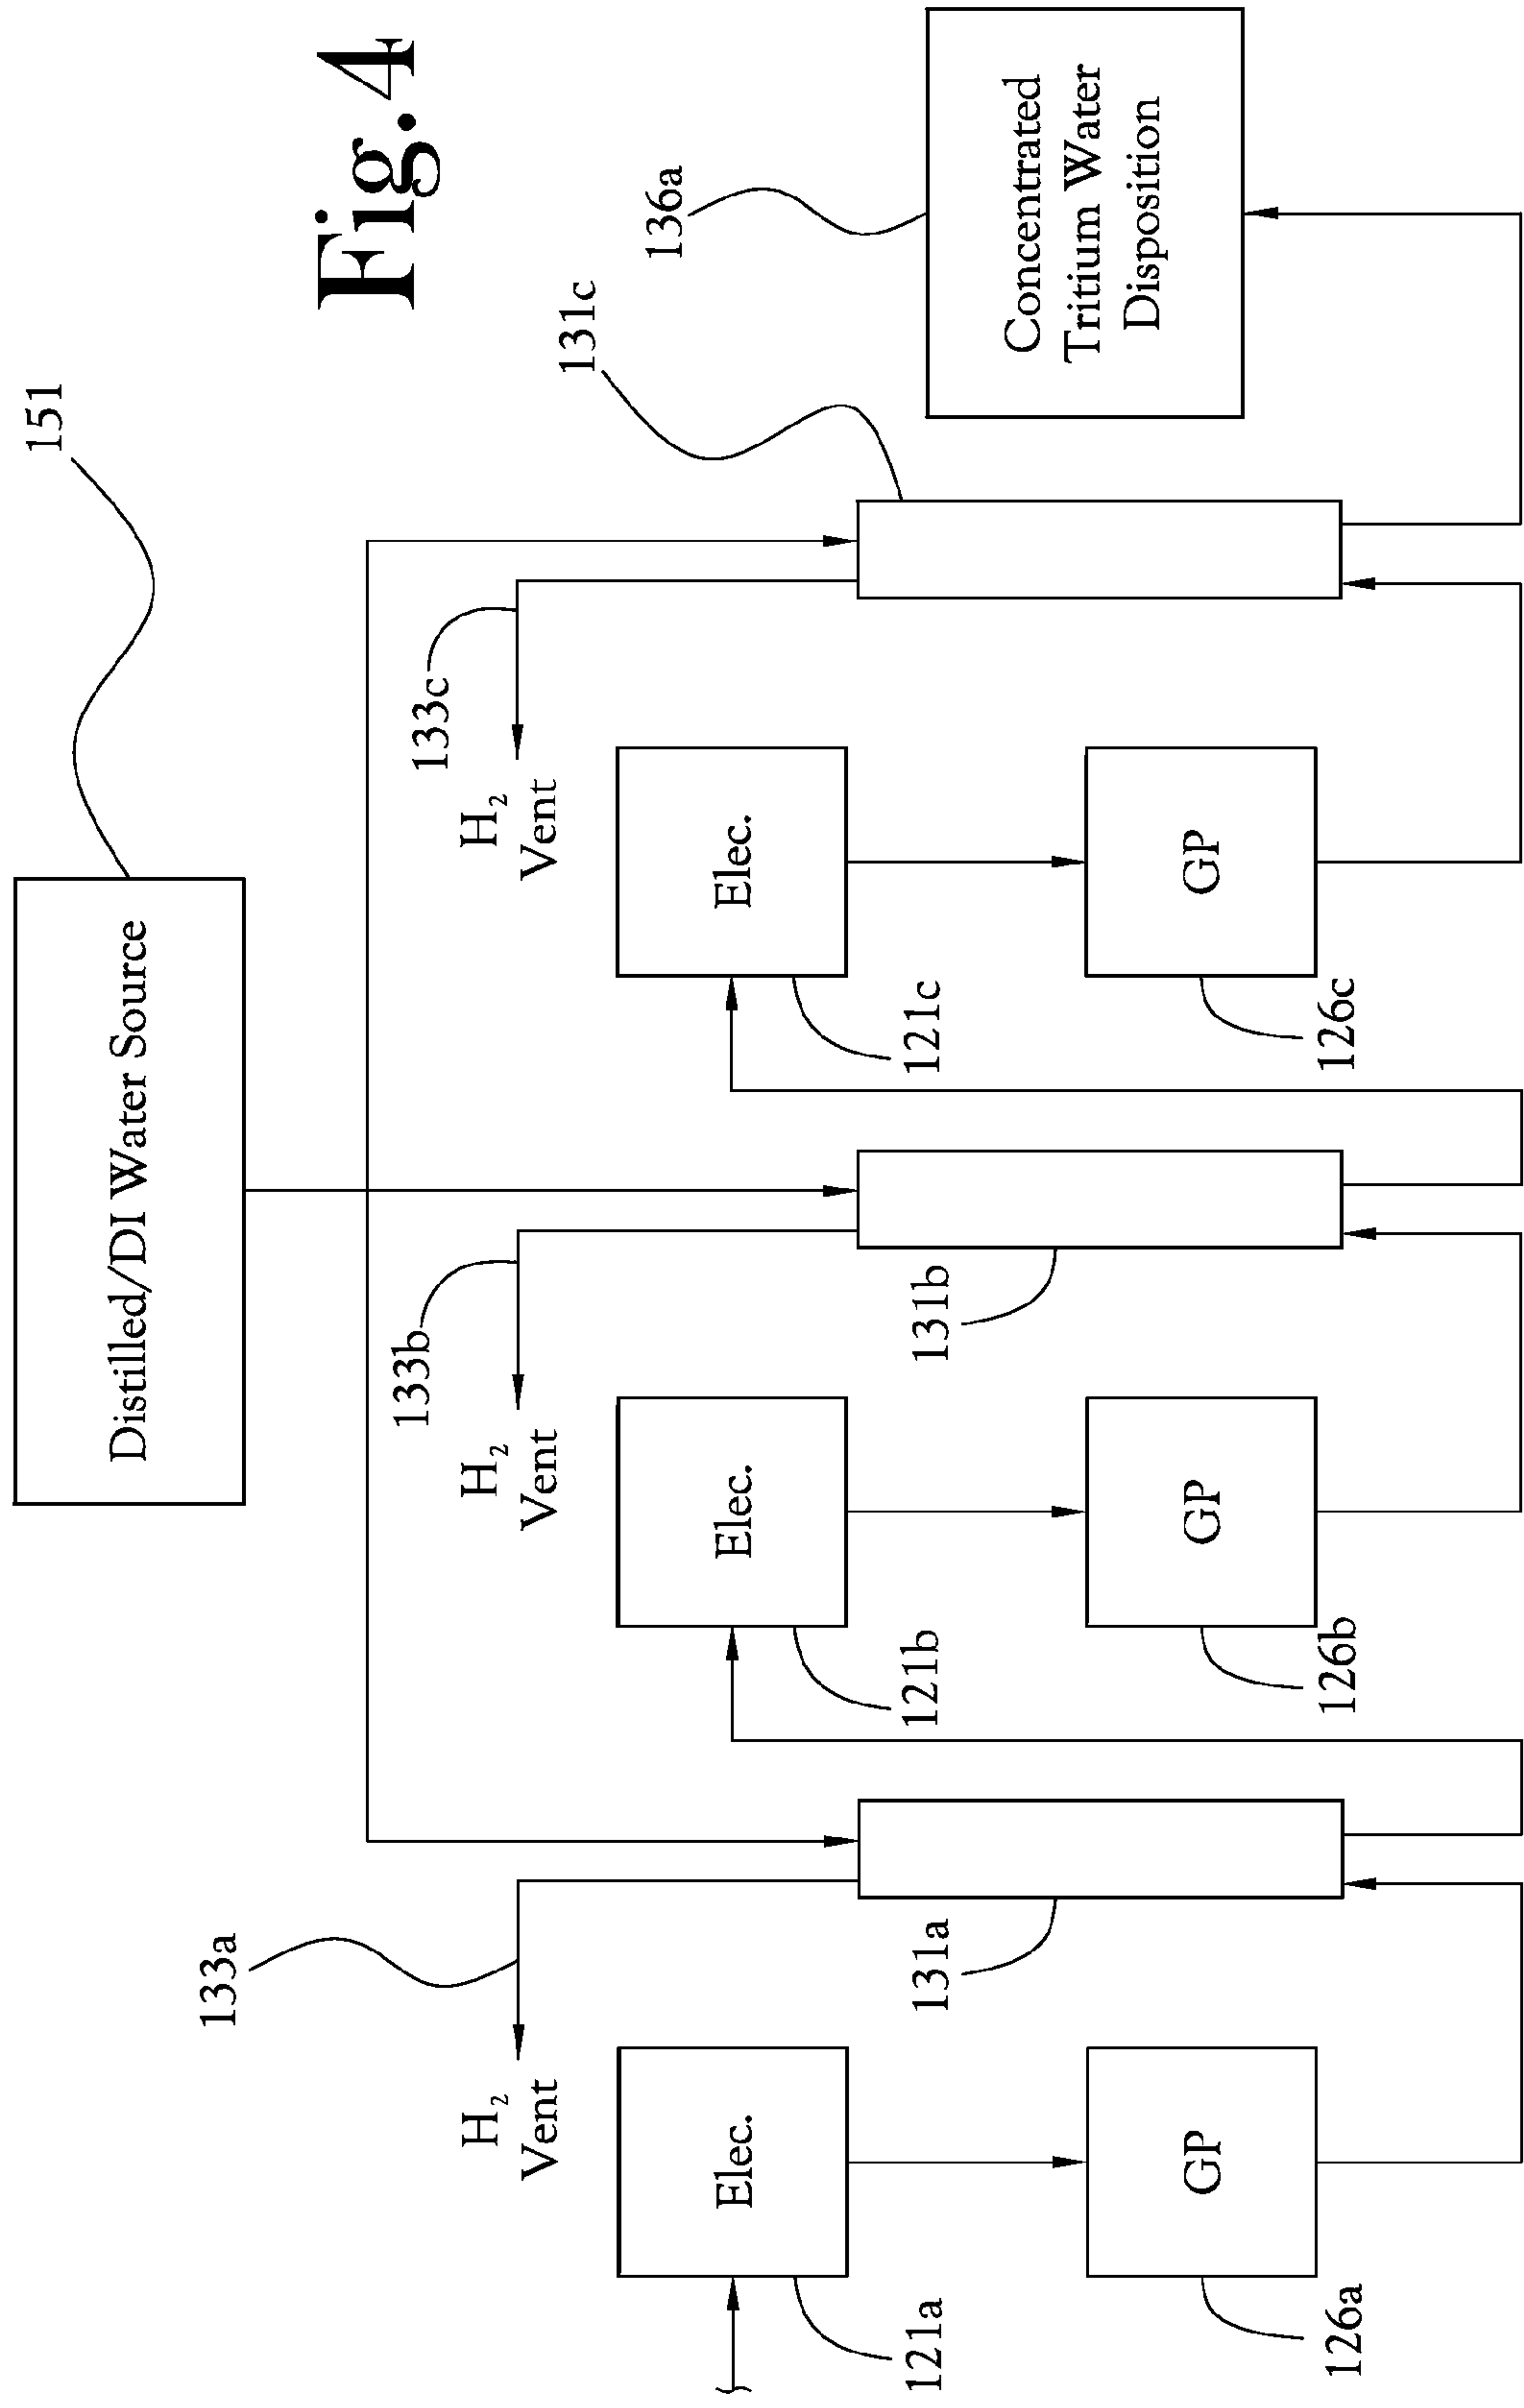 151
Distilled/DI Water Source
Fig.4
133a
133b
133c
131c
136a
H₂
Vent
H₂
Vent
H₂
Vent
Elec.
Elec.
Elec.
121a
131a
121b
131b
121c
Concentrated
Tritium Water
Disposition
GP
GP
GP
126a
126b
126c